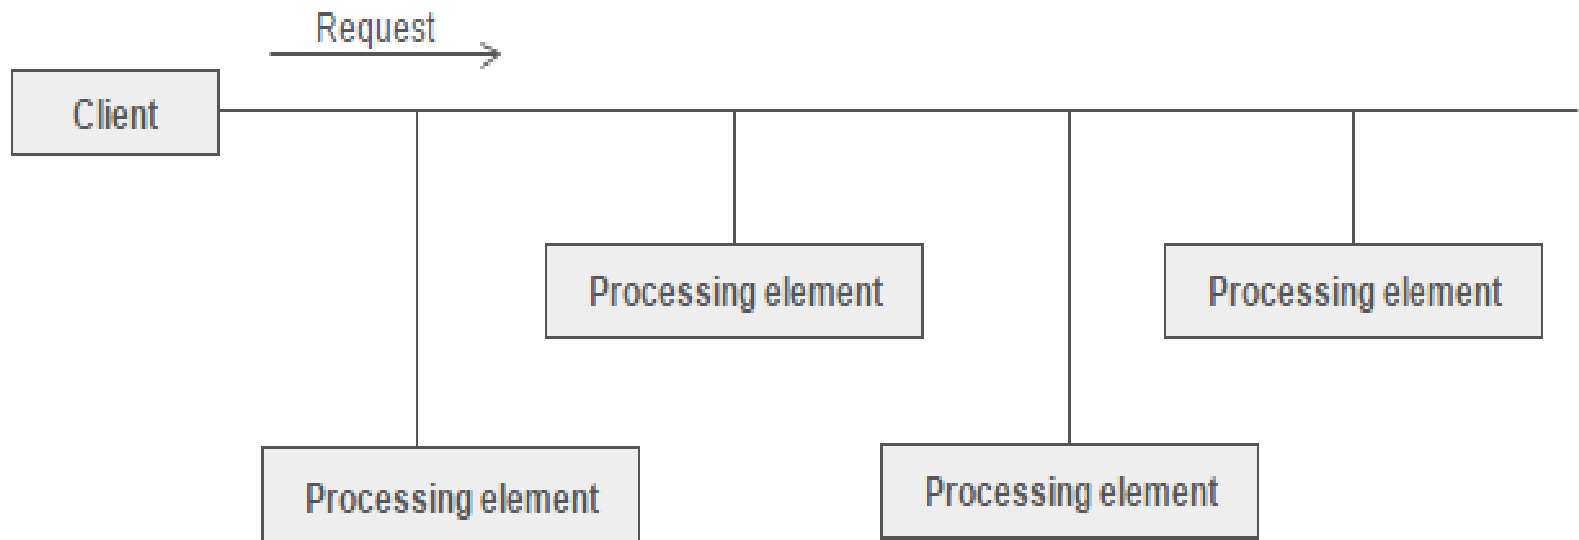 Request
Client
Processing element
Processing element
Processing element
Processing element